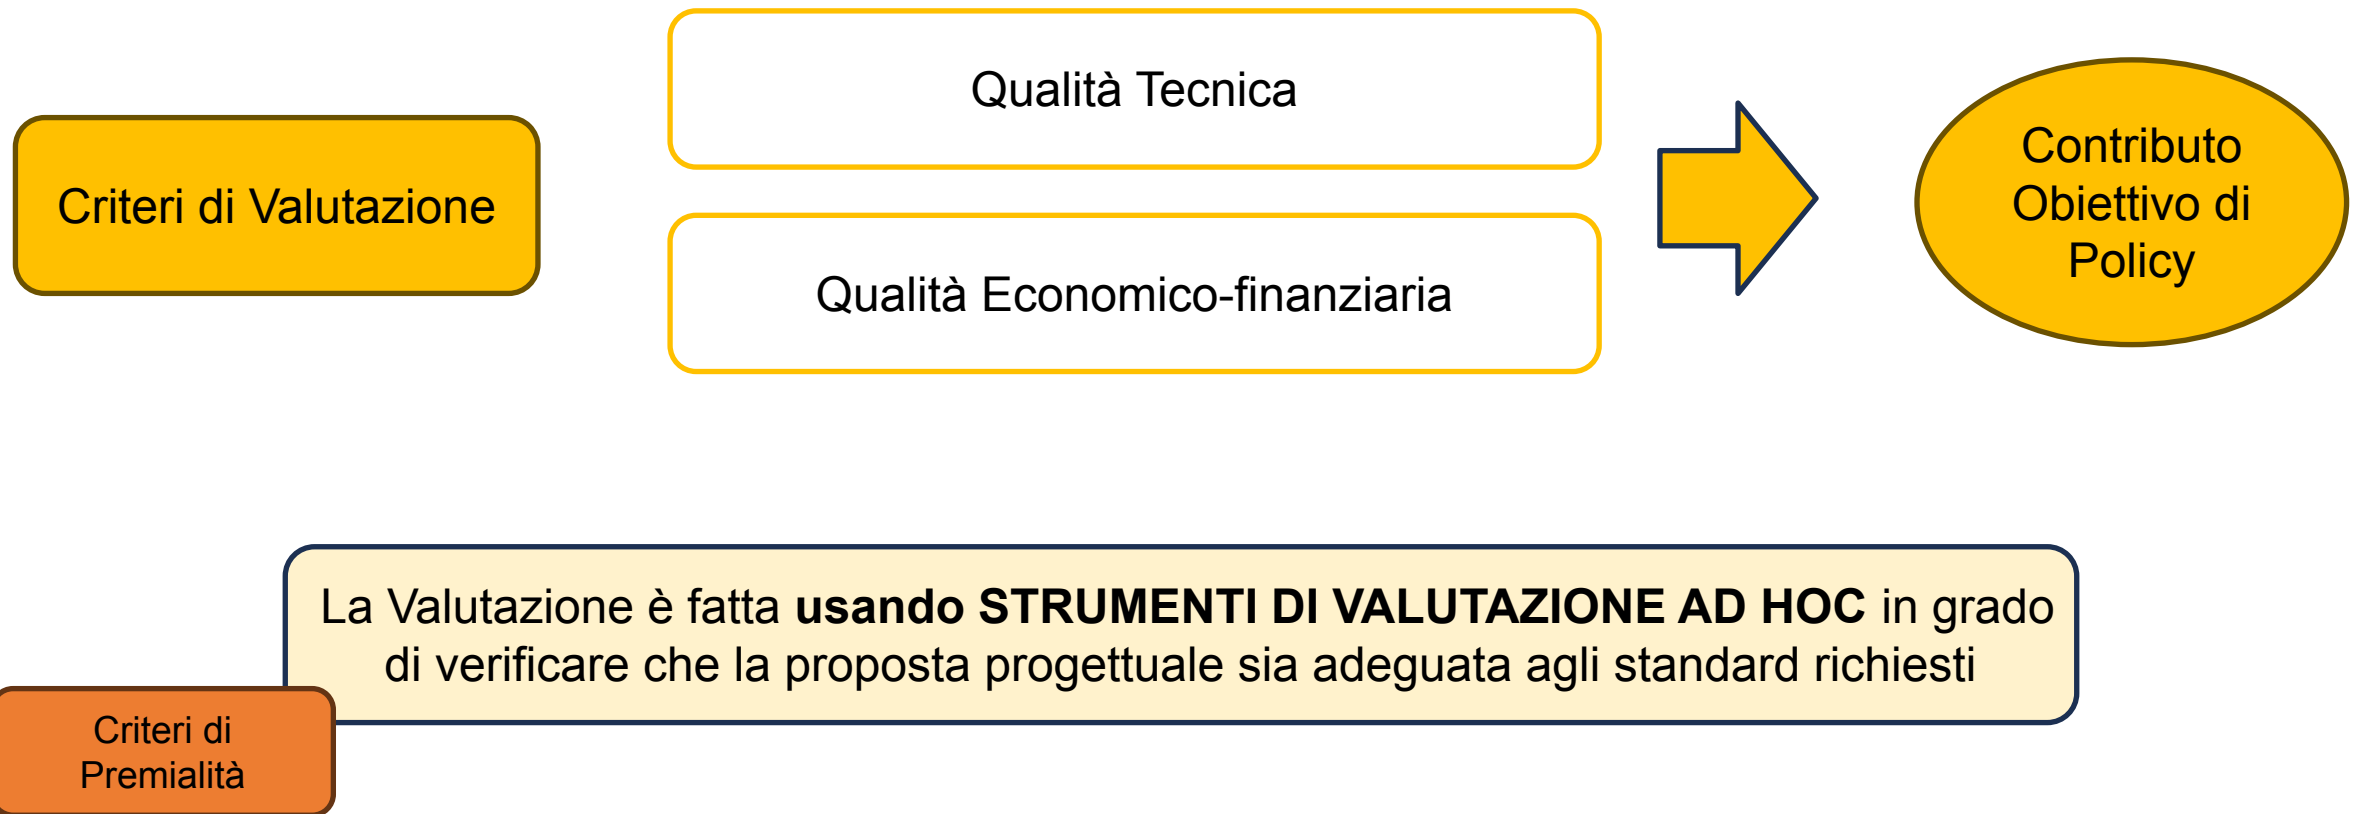 Qualità Tecnica
Criteri di Valutazione
Qualità Economico-finanziaria
Contributo
Obiettivo di
Policy
La Valutazione è fatta usando STRUMENTI DI VALUTAZIONE AD HOC in grado
di verificare che la proposta progettuale sia adeguata agli standard richiesti
Criteri di
Premialità